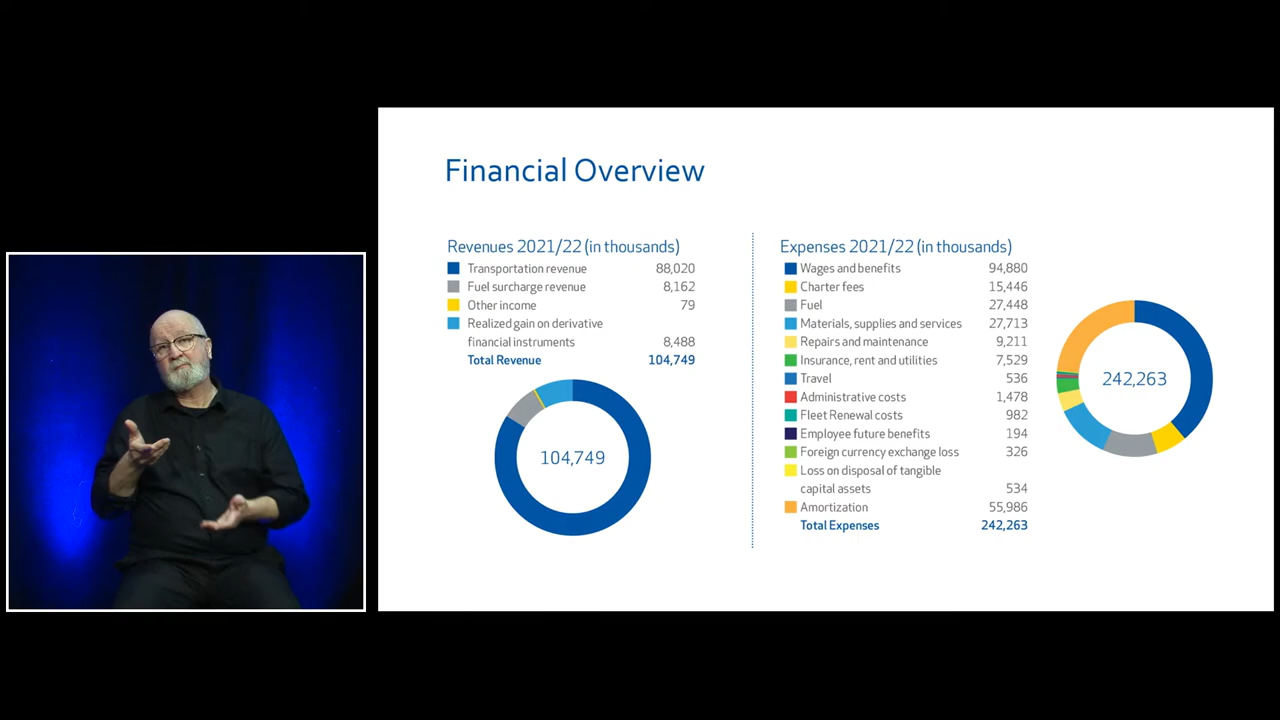 Financial Overview
Revenues 2021/22 (in thousands)
Transportation revenue 88,020
Fuel surcharge revenue 8,162
Other income 79
Realized gain on derivative
financial instruments 8,488
Total Revenue 104,749
104,749
Expenses 2021/22 (in thousands)
Wages and benefits 94,880
Charter fees 15,446
Fuel 27,448
Materials, supplies and services 27,713
Repairs and maintenance 9,211
Insurance, rent and utilities 7,529
Travel 536
Administrative costs 1,478
Fleet Renewal costs 982
Employee future benefits 194
Foreign currency exchange loss 326
Loss on disposal of tangible
capital assets 534
Amortization 55,986
Total Expenses 242,263
242,263